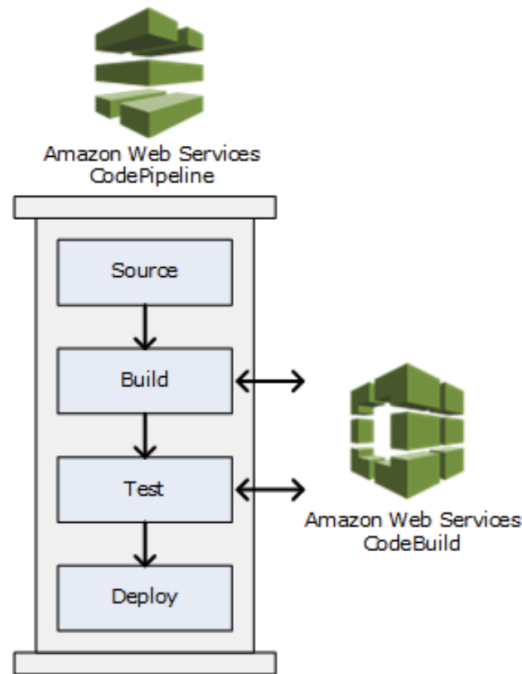 Amazon Web Services
CodePipeline
Source
Build
Test
Amazon Web Services
CodeBuild
Deploy